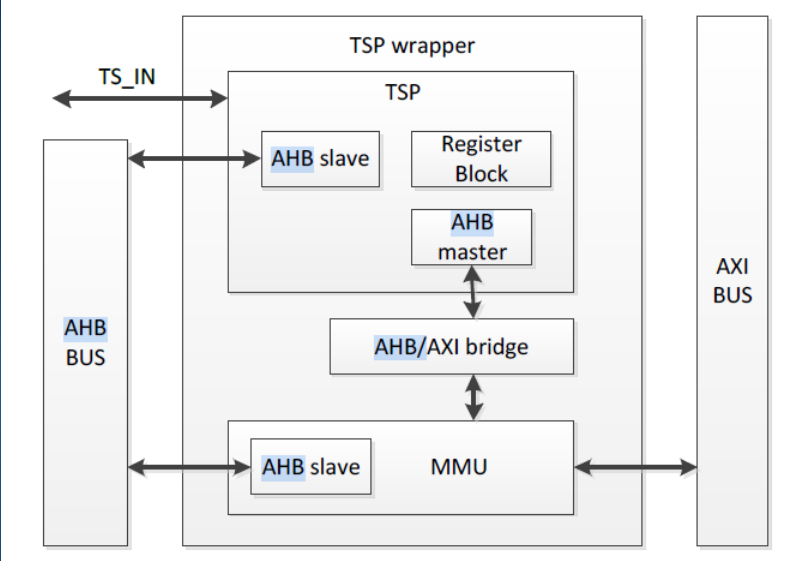 TSP wrapper
TS_IN
TSP
AHB slave
Register
Block
AHB
master
AXI
BUS
AHB
BUS
AHB/AXI bridge
AHB slave
MMU